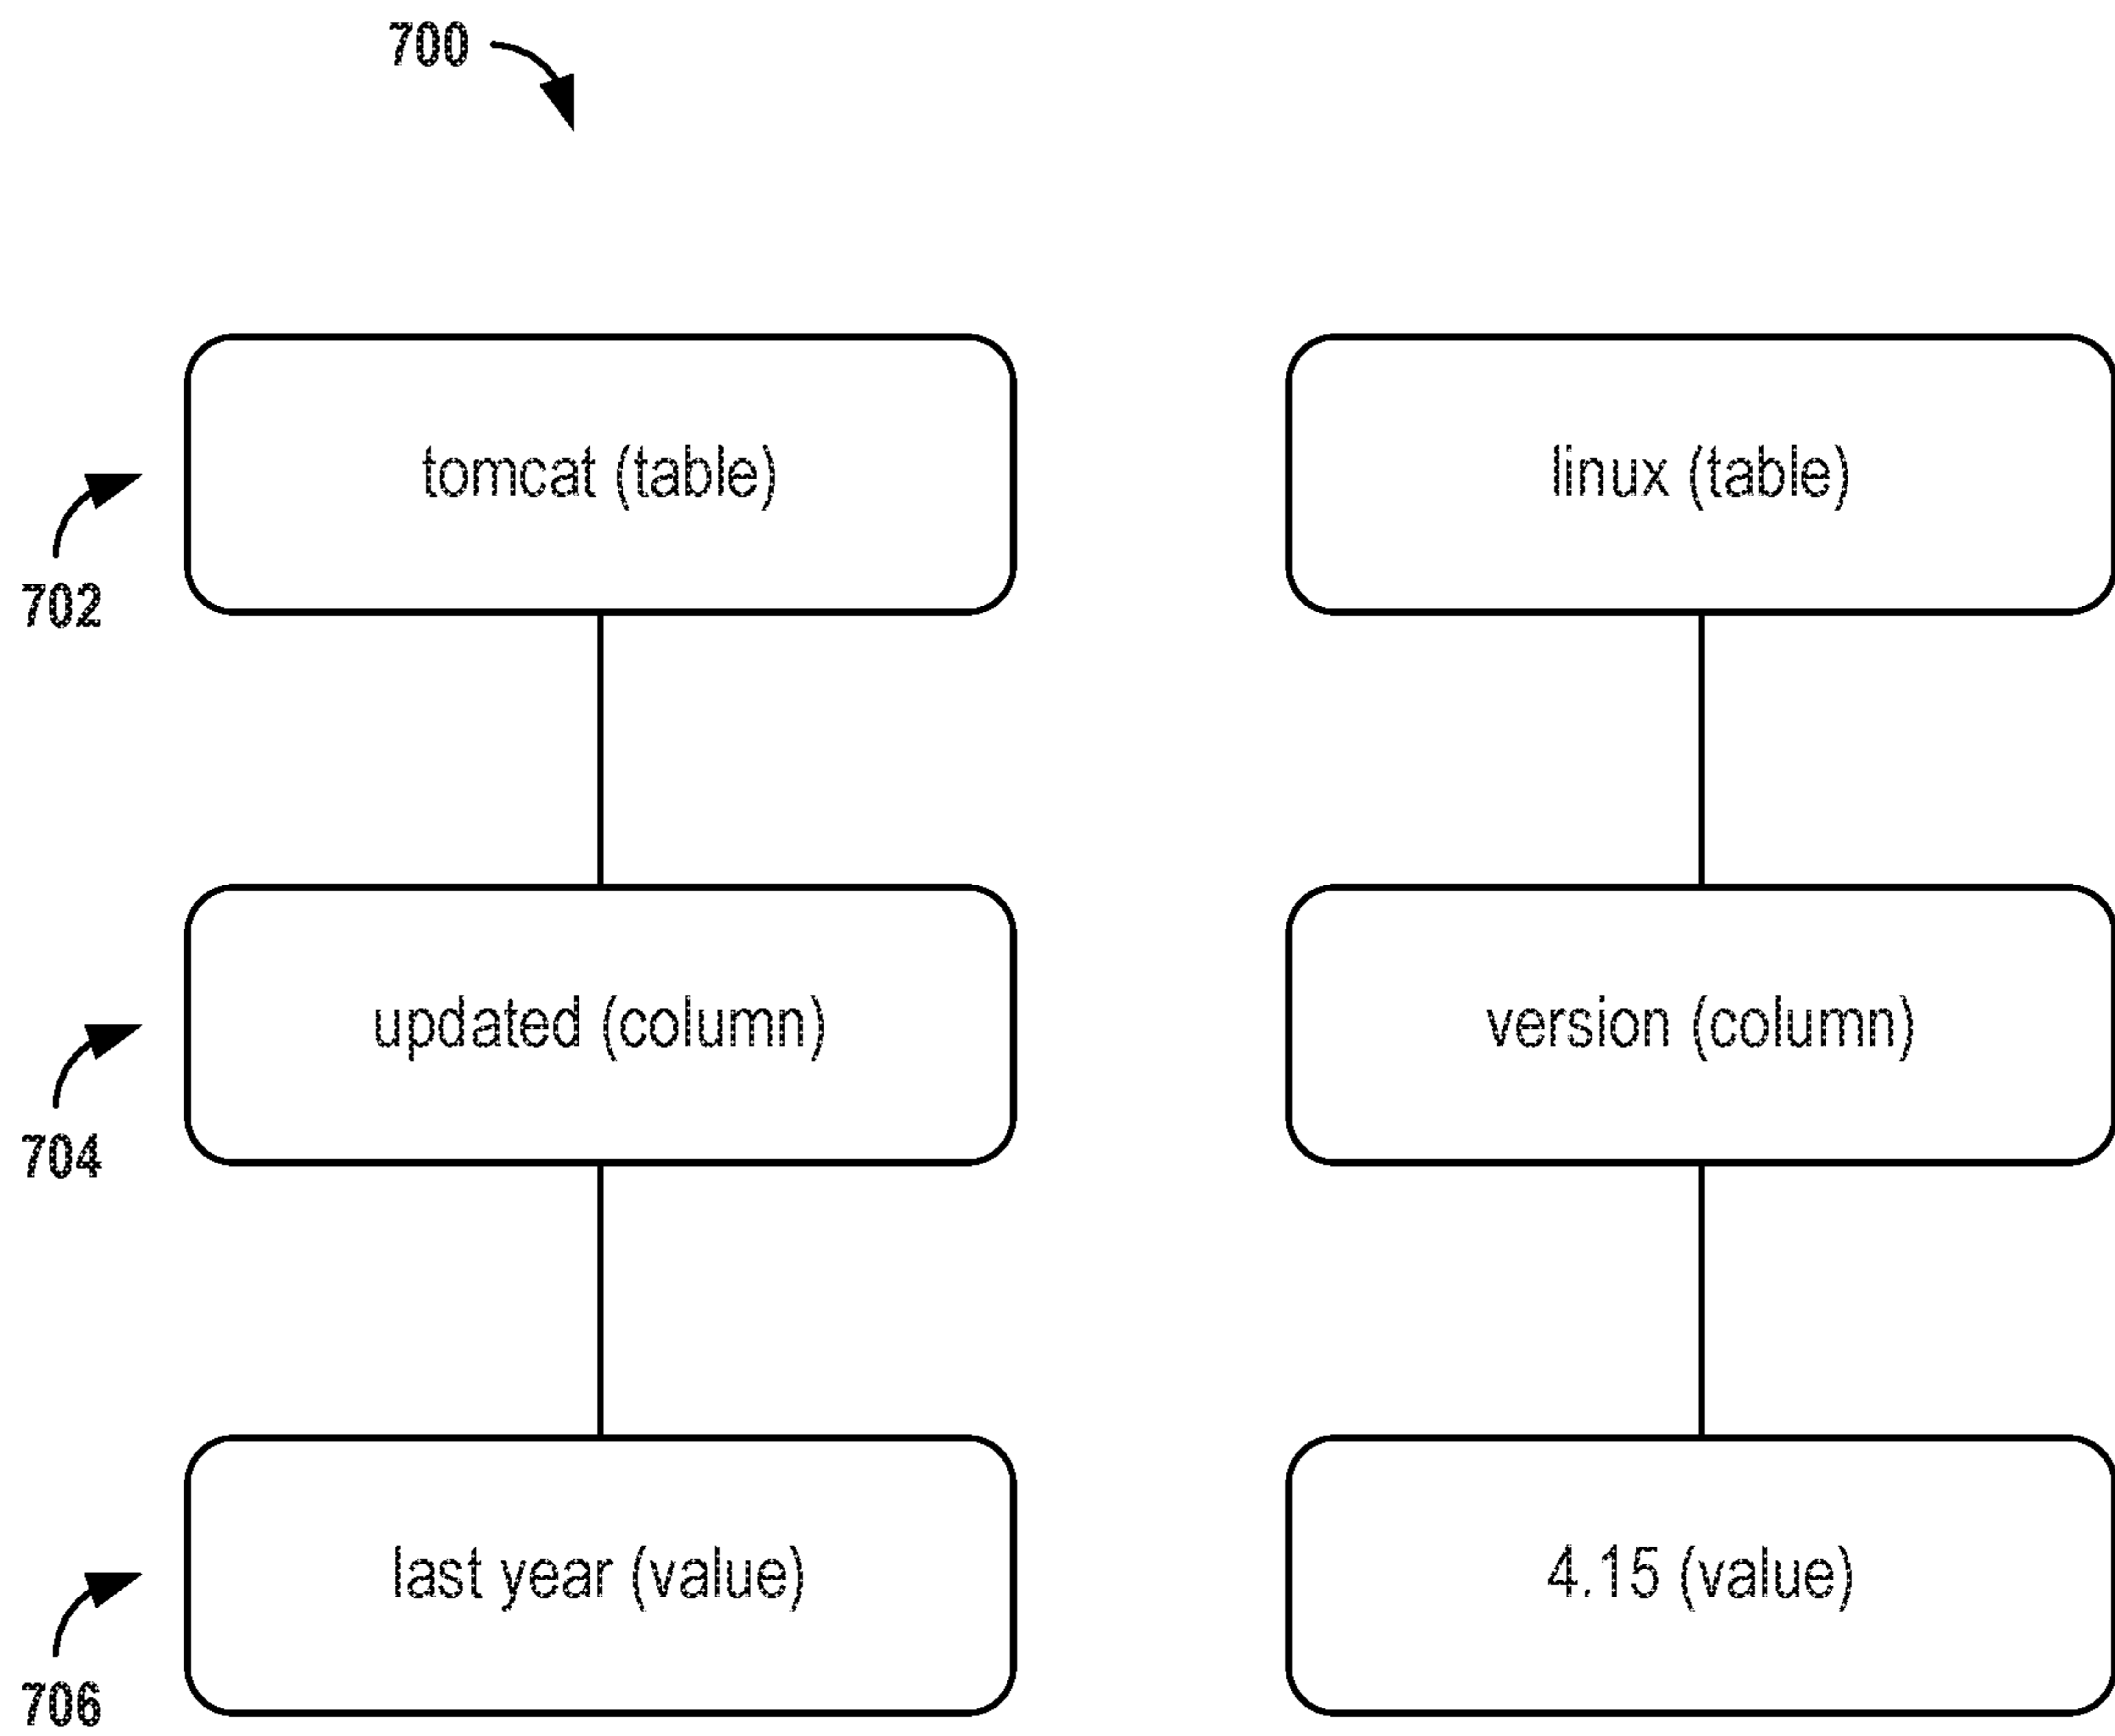 700
tomcat (table)
linux (table)
702
updated (column)
version (column)
704
last year (value)
4.15 (value)
706